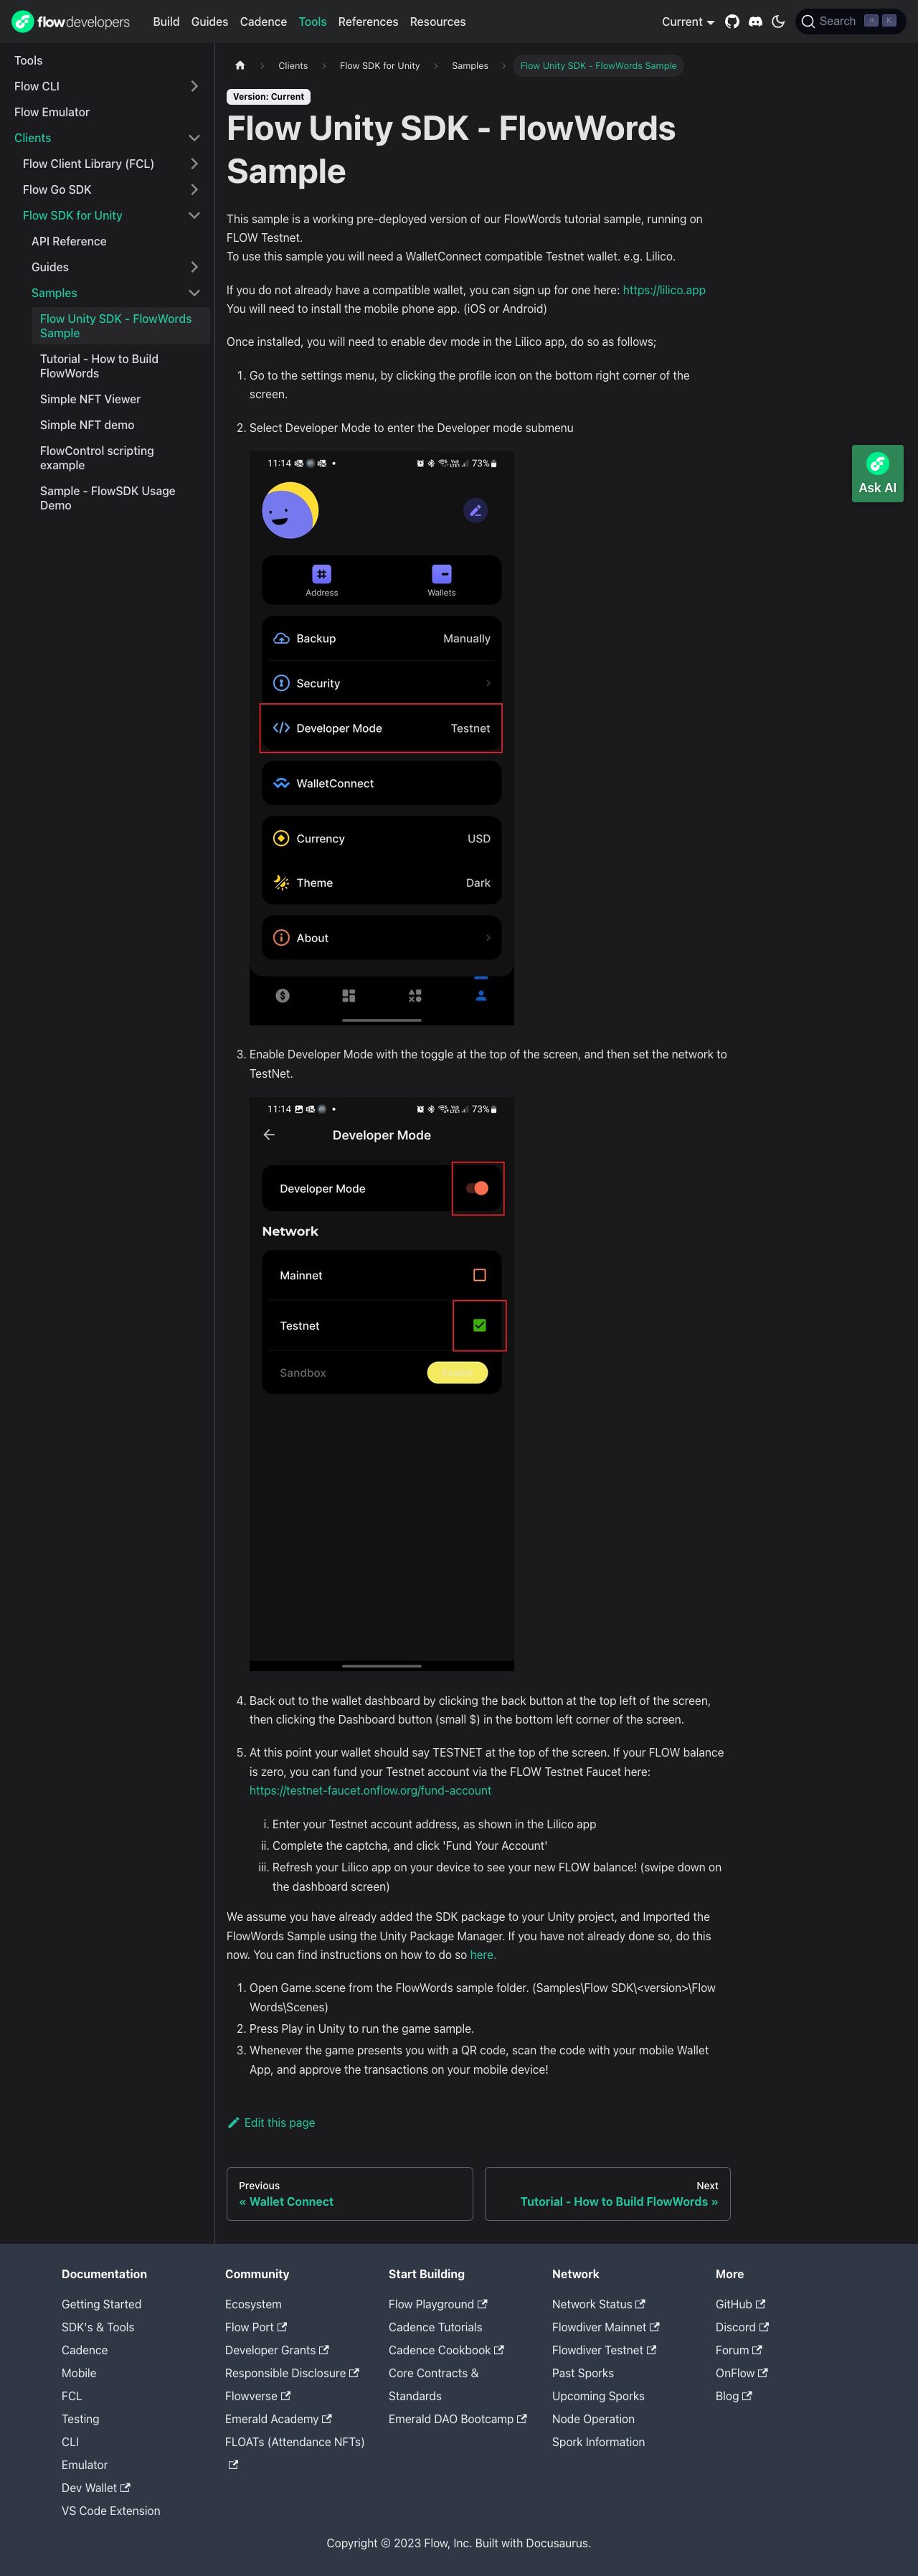 flow developers
Build Guides Cadence Tools References Resources
Current
Search ⌘ K
Tools
Flow CLI
Flow Emulator
Clients
Flow Client Library (FCL)
Flow Go SDK
Flow SDK for Unity
API Reference
Guides
Samples
Flow Unity SDK - FlowWords
Sample
Tutorial - How to Build
FlowWords
Simple NFT Viewer
Simple NFT demo
FlowControl scripting
example
Sample - FlowSDK Usage
Demo
Clients Flow SDK for Unity Samples Flow Unity SDK - FlowWords Sample
Version: Current
Flow Unity SDK - FlowWords
Sample
This sample is a working pre-deployed version of our FlowWords tutorial sample, running on
FLOW Testnet.
To use this sample you will need a WalletConnect compatible Testnet wallet. e.g. Lilico.
If you do not already have a compatible wallet, you can sign up for one here: https://lilico.app
You will need to install the mobile phone app. (iOS or Android)
Once installed, you will need to enable dev mode in the Lilico app, do so as follows;
1. Go to the settings menu, by clicking the profile icon on the bottom right corner of the
screen.
2. Select Developer Mode to enter the Developer mode submenu
11:14 73%
Address Wallets
Backup Manually
Security
Developer Mode Testnet
WalletConnect
Currency USD
Theme Dark
About
Ask AI
3. Enable Developer Mode with the toggle at the top of the screen, and then set the network to
TestNet.
11:14 73%
Developer Mode
Developer Mode
Network
Mainnet
Testnet
Sandbox
4. Back out to the wallet dashboard by clicking the back button at the top left of the screen,
then clicking the Dashboard button (small $) in the bottom left corner of the screen.
5. At this point your wallet should say TESTNET at the top of the screen. If your FLOW balance
is zero, you can fund your Testnet account via the FLOW Testnet Faucet here:
https://testnet-faucet.onflow.org/fund-account
i. Enter your Testnet account address, as shown in the Lilico app
ii. Complete the captcha, and click 'Fund Your Account'
iii. Refresh your Lilico app on your device to see your new FLOW balance! (swipe down on
the dashboard screen)
We assume you have already added the SDK package to your Unity project, and Imported the
FlowWords Sample using the Unity Package Manager. If you have not already done so, do this
now. You can find instructions on how to do so here.
1. Open Game.scene from the FlowWords sample folder. (Samples\Flow SDK\<version>\Flow
Words\Scenes)
2. Press Play in Unity to run the game sample.
3. Whenever the game presents you with a QR code, scan the code with your mobile Wallet
App, and approve the transactions on your mobile device!
Edit this page
Previous
« Wallet Connect
Next
Tutorial - How to Build FlowWords »
Documentation
Getting Started
SDK's & Tools
Cadence
Mobile
FCL
Testing
CLI
Emulator
Dev Wallet
VS Code Extension
Community
Ecosystem
Flow Port
Developer Grants
Responsible Disclosure
Flowverse
Emerald Academy
FLOATs (Attendance NFTs)
Start Building
Flow Playground
Cadence Tutorials
Cadence Cookbook
Core Contracts &
Standards
Emerald DAO Bootcamp
Network
Network Status
Flowdiver Mainnet
Flowdiver Testnet
Past Sporks
Upcoming Sporks
Node Operation
Spork Information
More
GitHub
Discord
Forum
OnFlow
Blog
Copyright © 2023 Flow, Inc. Built with Docusaurus.